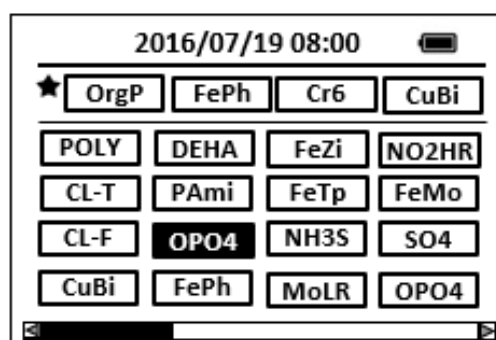 2016/07/19 08:00
OrgP FePh Cr6 CuBi
POLY DEHA FeZi NO2HR
CL-T PAmi FeTp FeMo
CL-F OPO4 NH3S SO4
CuBi FePh MoLR OPO4